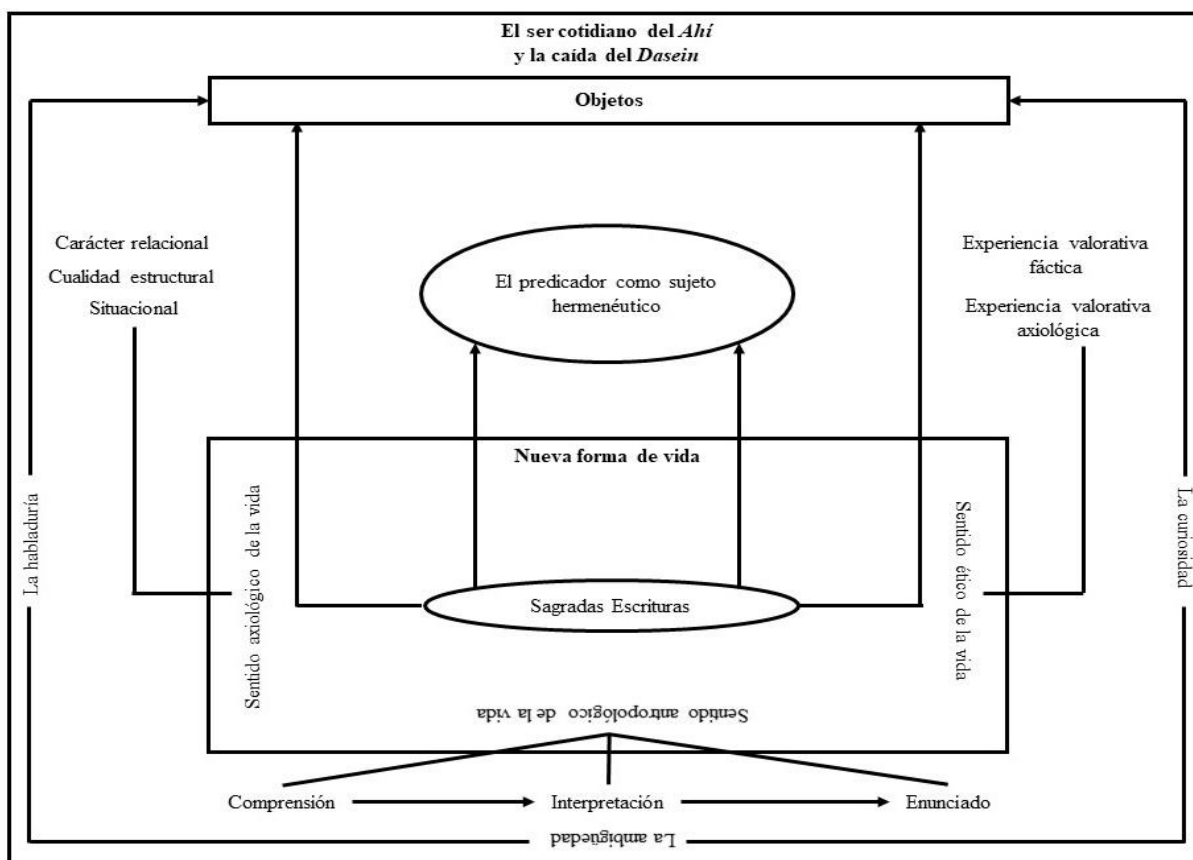 El ser cotidiano del Ahí
y la caída del Dasein
Objetos
Carácter relacional
Cualidad estructural
Situacional
El predicador como sujeto
hermenéutico
Experiencia valorativa
fáctica
Experiencia valorativa
axiológica
Nueva forma de vida
La habladuría
Sentido axiológico de la vida
Sagradas Escrituras
Sentido ético de la
vida
La curiosidad
Sentido antropológico de la vida
Comprensión
Interpretación
Enunciado
La ambigüedad